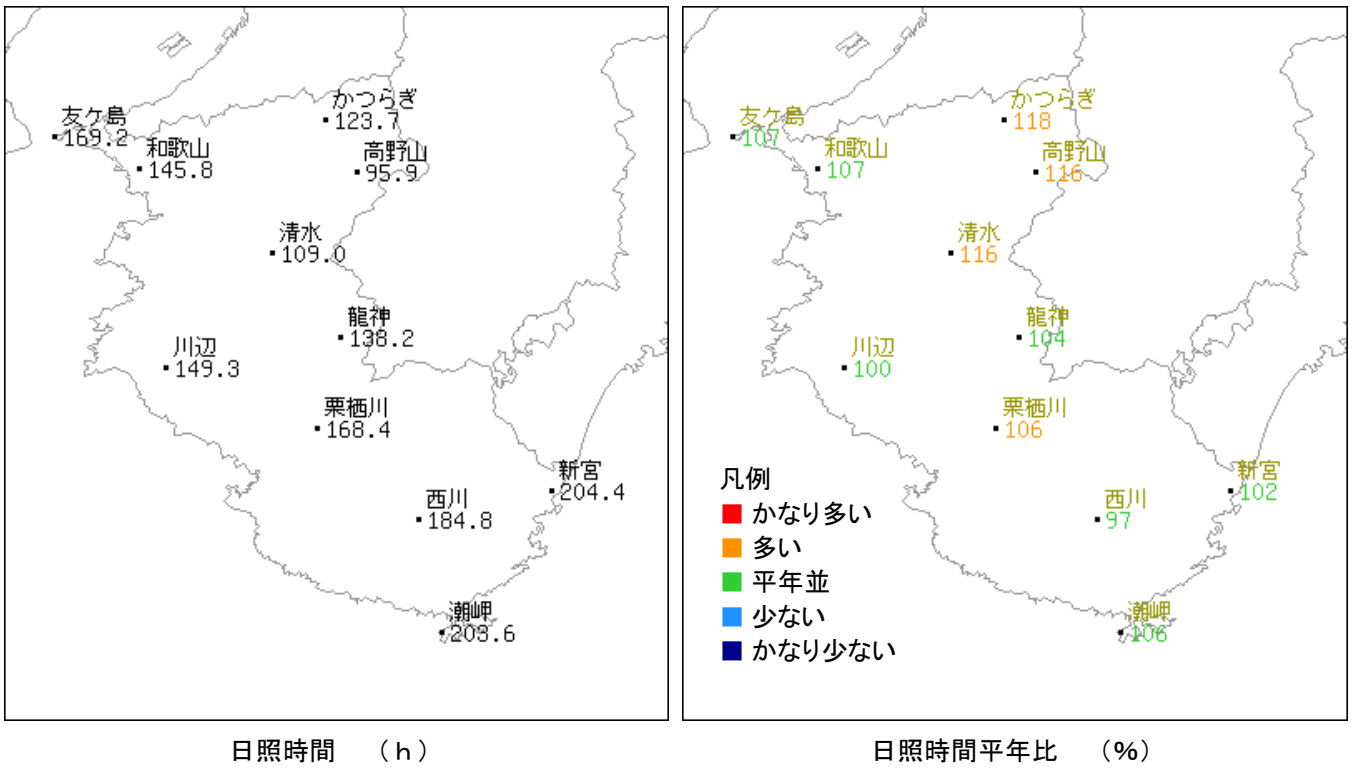 かつらぎ
123.7
友ケ島
169.2
和歌山
145.8
高野山
95.9
清水
109.0
龍神
138.2
川辺
149.3
栗栖川
168.4
新宮
204.4
西川
184.8
潮岬
203.6
日照時間 (h)
かつらぎ
118
友ケ島
107
和歌山
107
高野山
116
清水
116
龍神
104
川辺
100
栗栖川
106
新宮
102
西川
97
潮岬
106
凡例
かなり多い
多い
平年並
少ない
かなり少ない
日照時間平年比 (%)